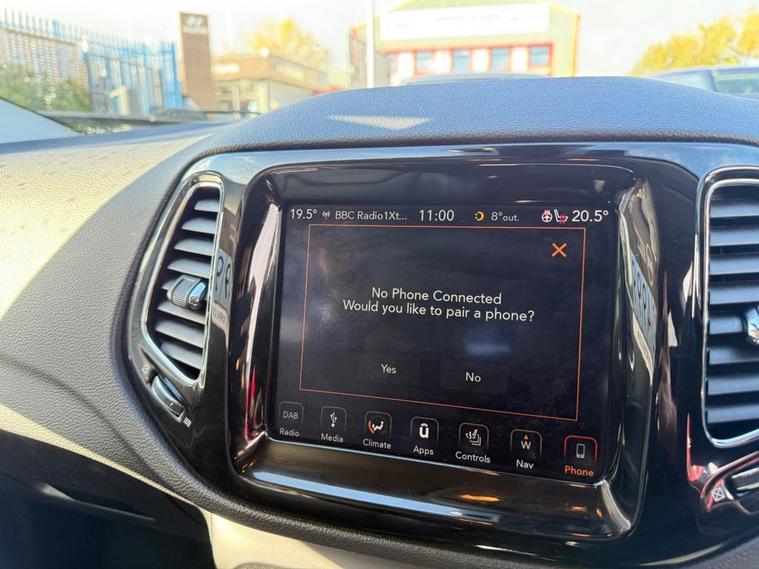 19.5° BBC Radio1Xt... 11:00 8°out. 20.5°
No Phone Connected
Would you like to pair a phone?
Yes No
DAB
Radio Media Climate Apps Controls Nav Phone
W